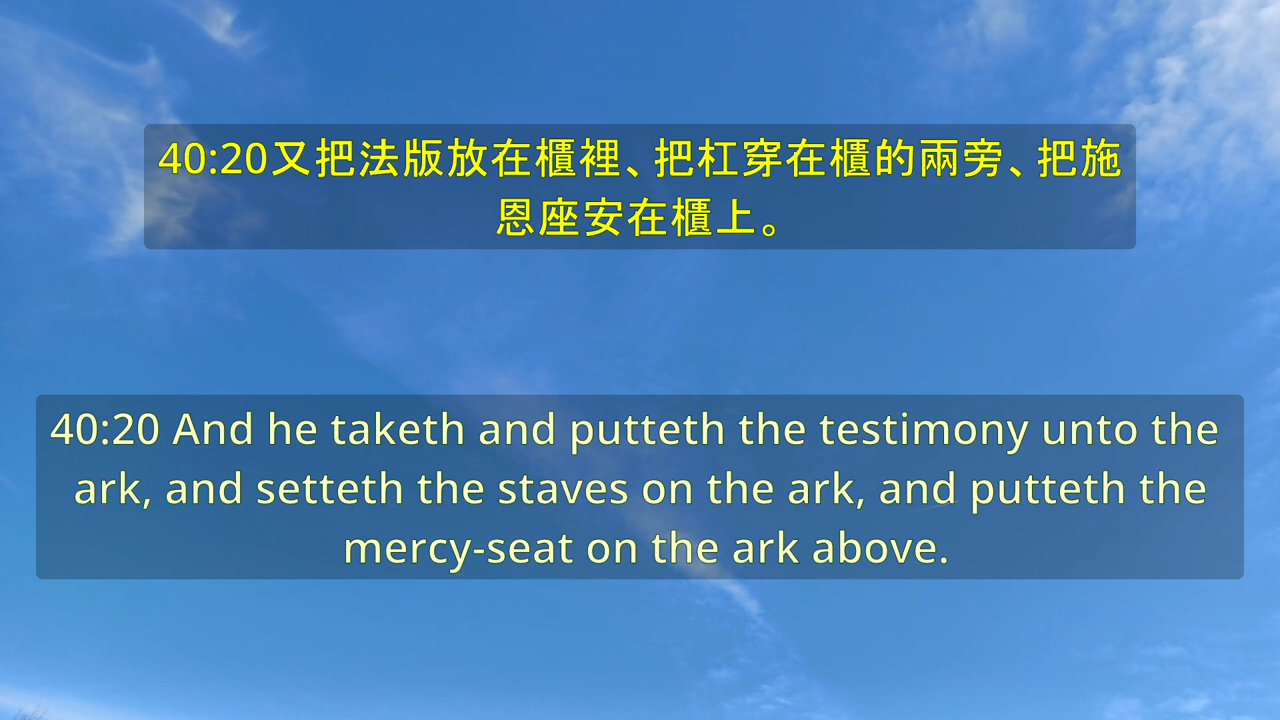 40:20又把法版放在櫃裡、把杠穿在櫃的兩旁、把施
恩座安在櫃上。
40:20 And he taketh and putteth the testimony unto the
ark, and setteth the staves on the ark, and putteth the
mercy-seat on the ark above.